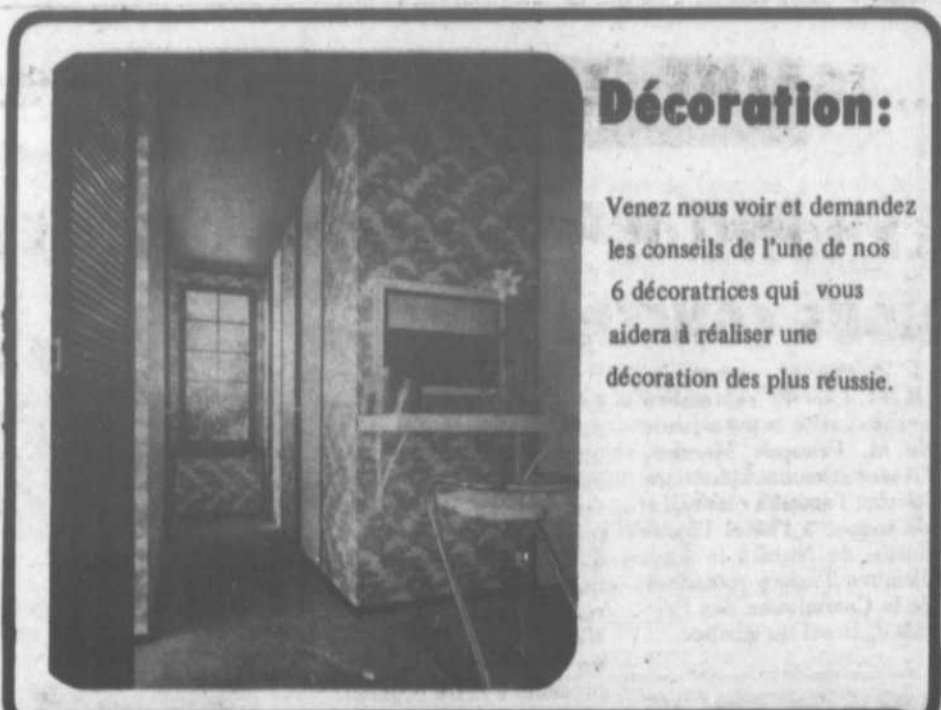 Décoration:
Venez nous voir et demandez
les conseils de l'une de nos
6 décoratrices qui vous
aidera à réaliser une
décoration des plus réussie.